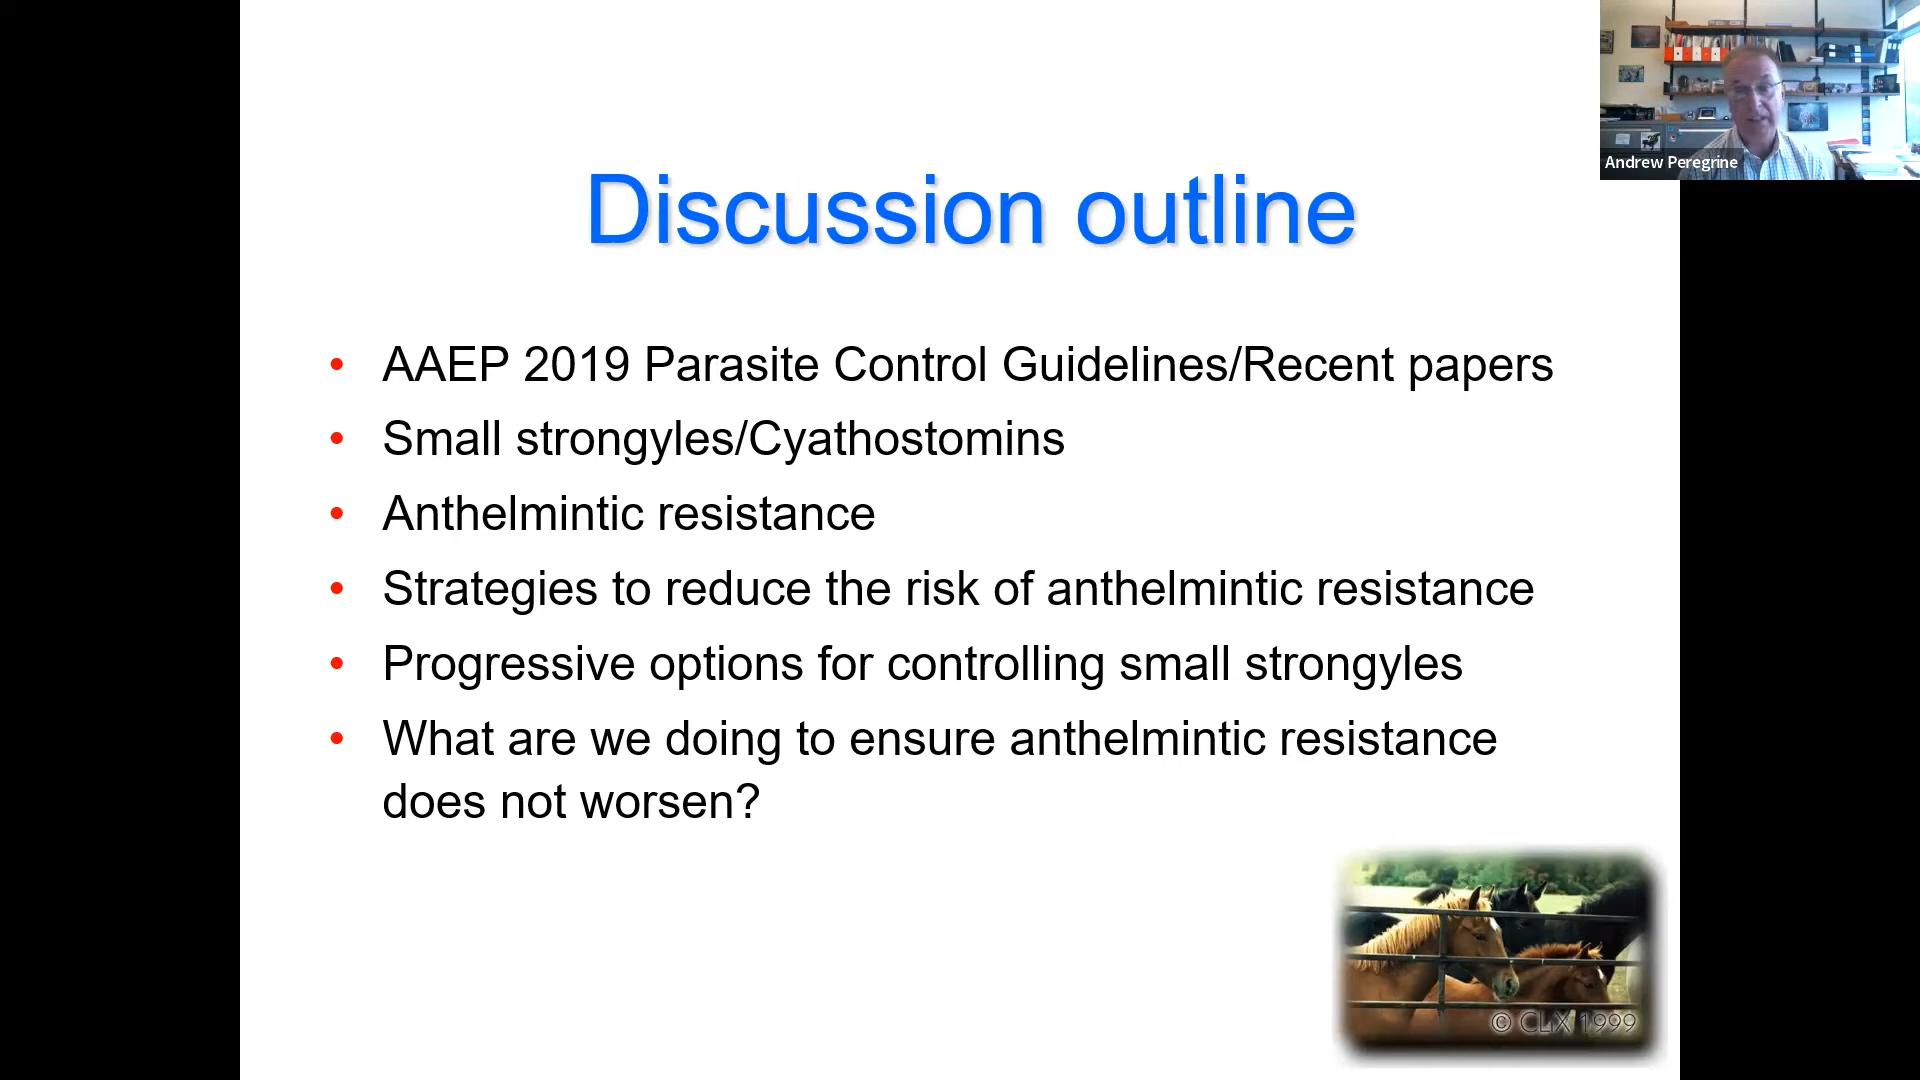 Andrew Peregrine
Discussion outline
• AAEP 2019 Parasite Control Guidelines/Recent papers
• Small strongyles/Cyathostomins
• Anthelmintic resistance
• Strategies to reduce the risk of anthelmintic resistance
• Progressive options for controlling small strongyles
• What are we doing to ensure anthelmintic resistance
does not worsen?
© CLIX 1999